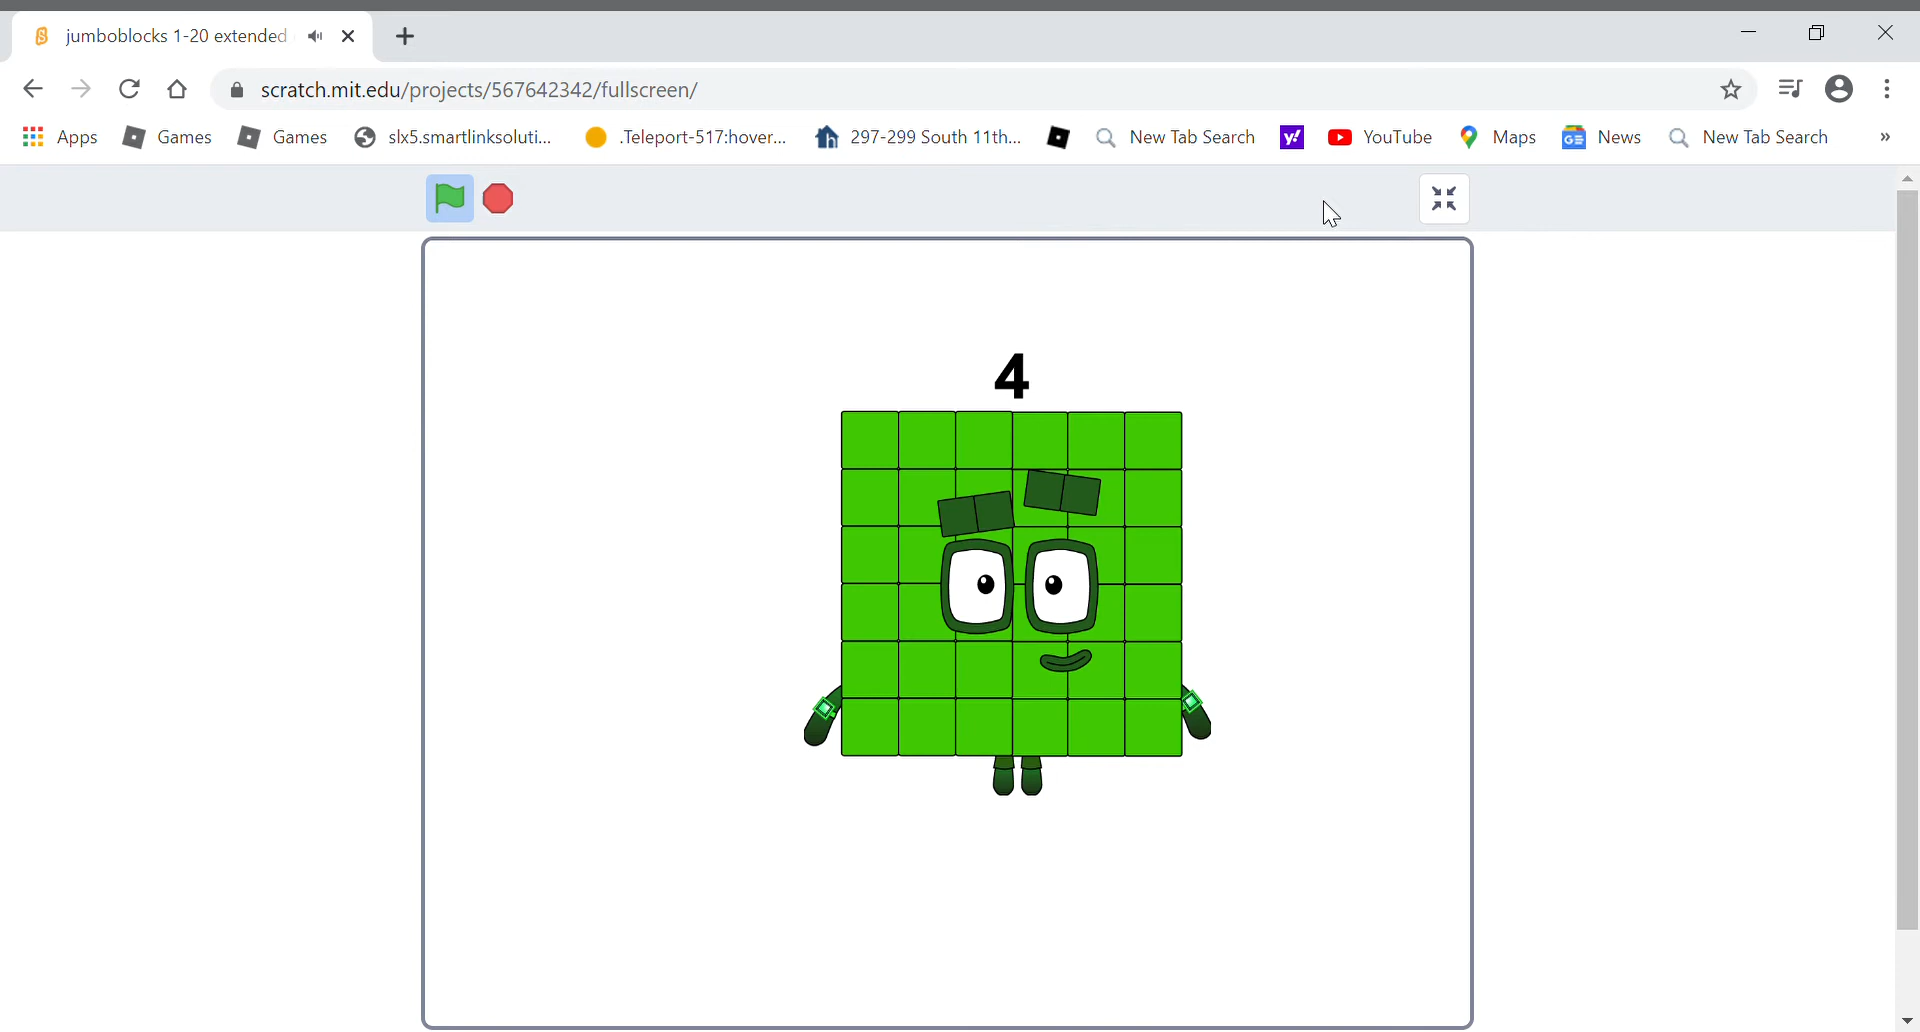 jumboblocks 1-20 extended
scratch.mit.edu/projects/567642342/fullscreen/
Apps Games Games slx5.smartlinksoluti... .Teleport-517:hover... 297-299 South 11th... New Tab Search y! YouTube Maps GE News New Tab Search »
4